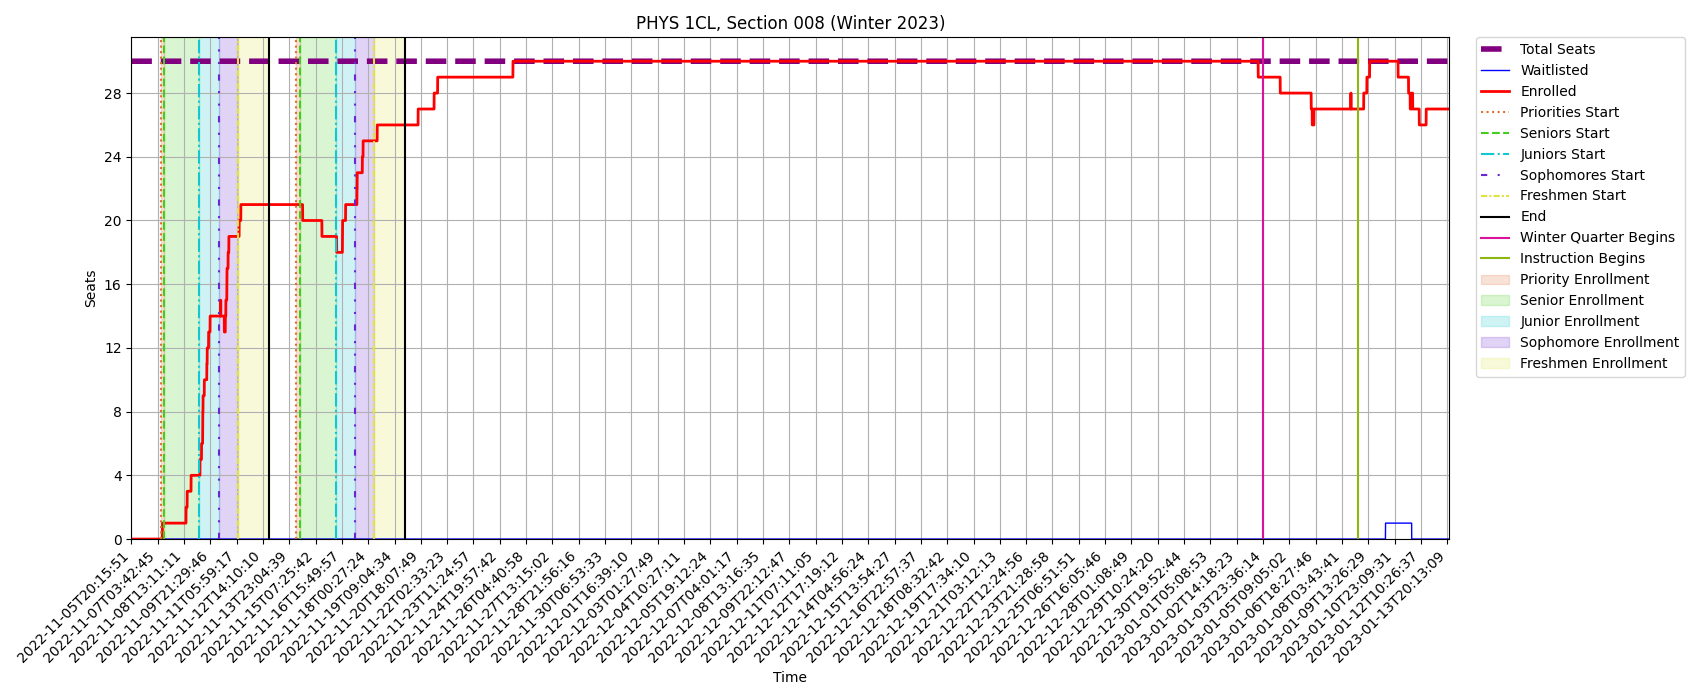 PHYS 1CL, Section 008 (Winter 2023)
Seats
28
24
20
16
12
8
4
0
2022-11-05T20:15:51
2022-11-07T03:42:45
2022-11-08T13:11:11
2022-11-09T21:29:46
2022-11-11T05:59:17
2022-11-12T14:10:10
2022-11-13T23:04:39
2022-11-15T07:25:42
2022-11-16T15:49:57
2022-11-18T00:27:24
2022-11-19T09:04:34
2022-11-20T18:07:49
2022-11-22T02:33:23
2022-11-23T11:24:57
2022-11-24T19:57:42
2022-11-26T04:40:58
2022-11-27T13:15:02
2022-11-28T21:56:16
2022-11-30T06:53:33
2022-12-01T16:39:10
2022-12-03T01:27:49
2022-12-04T10:27:11
2022-12-05T19:12:24
2022-12-07T04:01:17
2022-12-08T13:16:35
2022-12-09T22:12:47
2022-12-11T07:11:05
2022-12-12T17:19:12
2022-12-14T04:56:24
2022-12-15T13:54:27
2022-12-16T22:57:37
2022-12-18T08:32:42
2022-12-19T17:34:10
2022-12-21T03:12:13
2022-12-22T12:24:56
2022-12-23T21:28:58
2022-12-25T06:51:51
2022-12-26T16:05:46
2022-12-28T01:08:49
2022-12-29T10:24:20
2022-12-30T19:52:44
2023-01-01T05:08:53
2023-01-02T14:18:23
2023-01-03T23:36:14
2023-01-05T09:05:02
2023-01-06T18:27:46
2023-01-08T03:43:41
2023-01-09T13:26:29
2023-01-10T23:09:31
2023-01-12T10:26:37
2023-01-13T20:13:09
Time
Total Seats
Waitlisted
Enrolled
Priorities Start
Seniors Start
Juniors Start
Sophomores Start
Freshmen Start
End
Winter Quarter Begins
Instruction Begins
Priority Enrollment
Senior Enrollment
Junior Enrollment
Sophomore Enrollment
Freshmen Enrollment